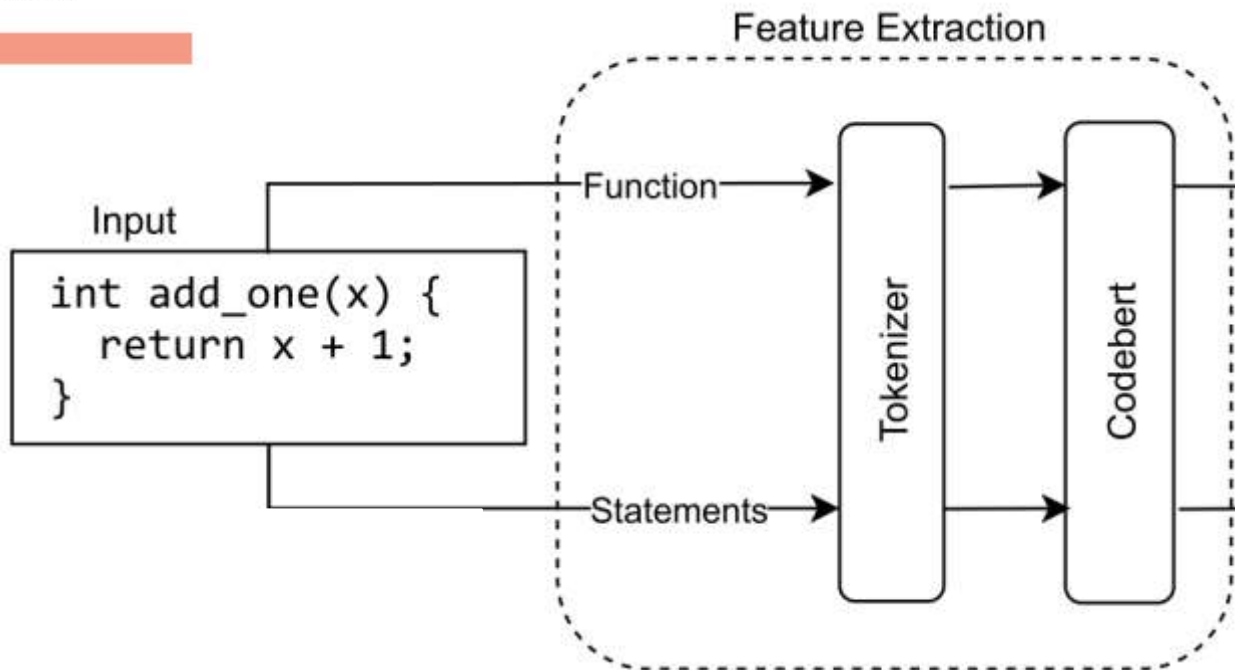 Feature Extraction
Function
Input
int add_one(x) {
  return x + 1;
}
Statements
Tokenizer
Codebert